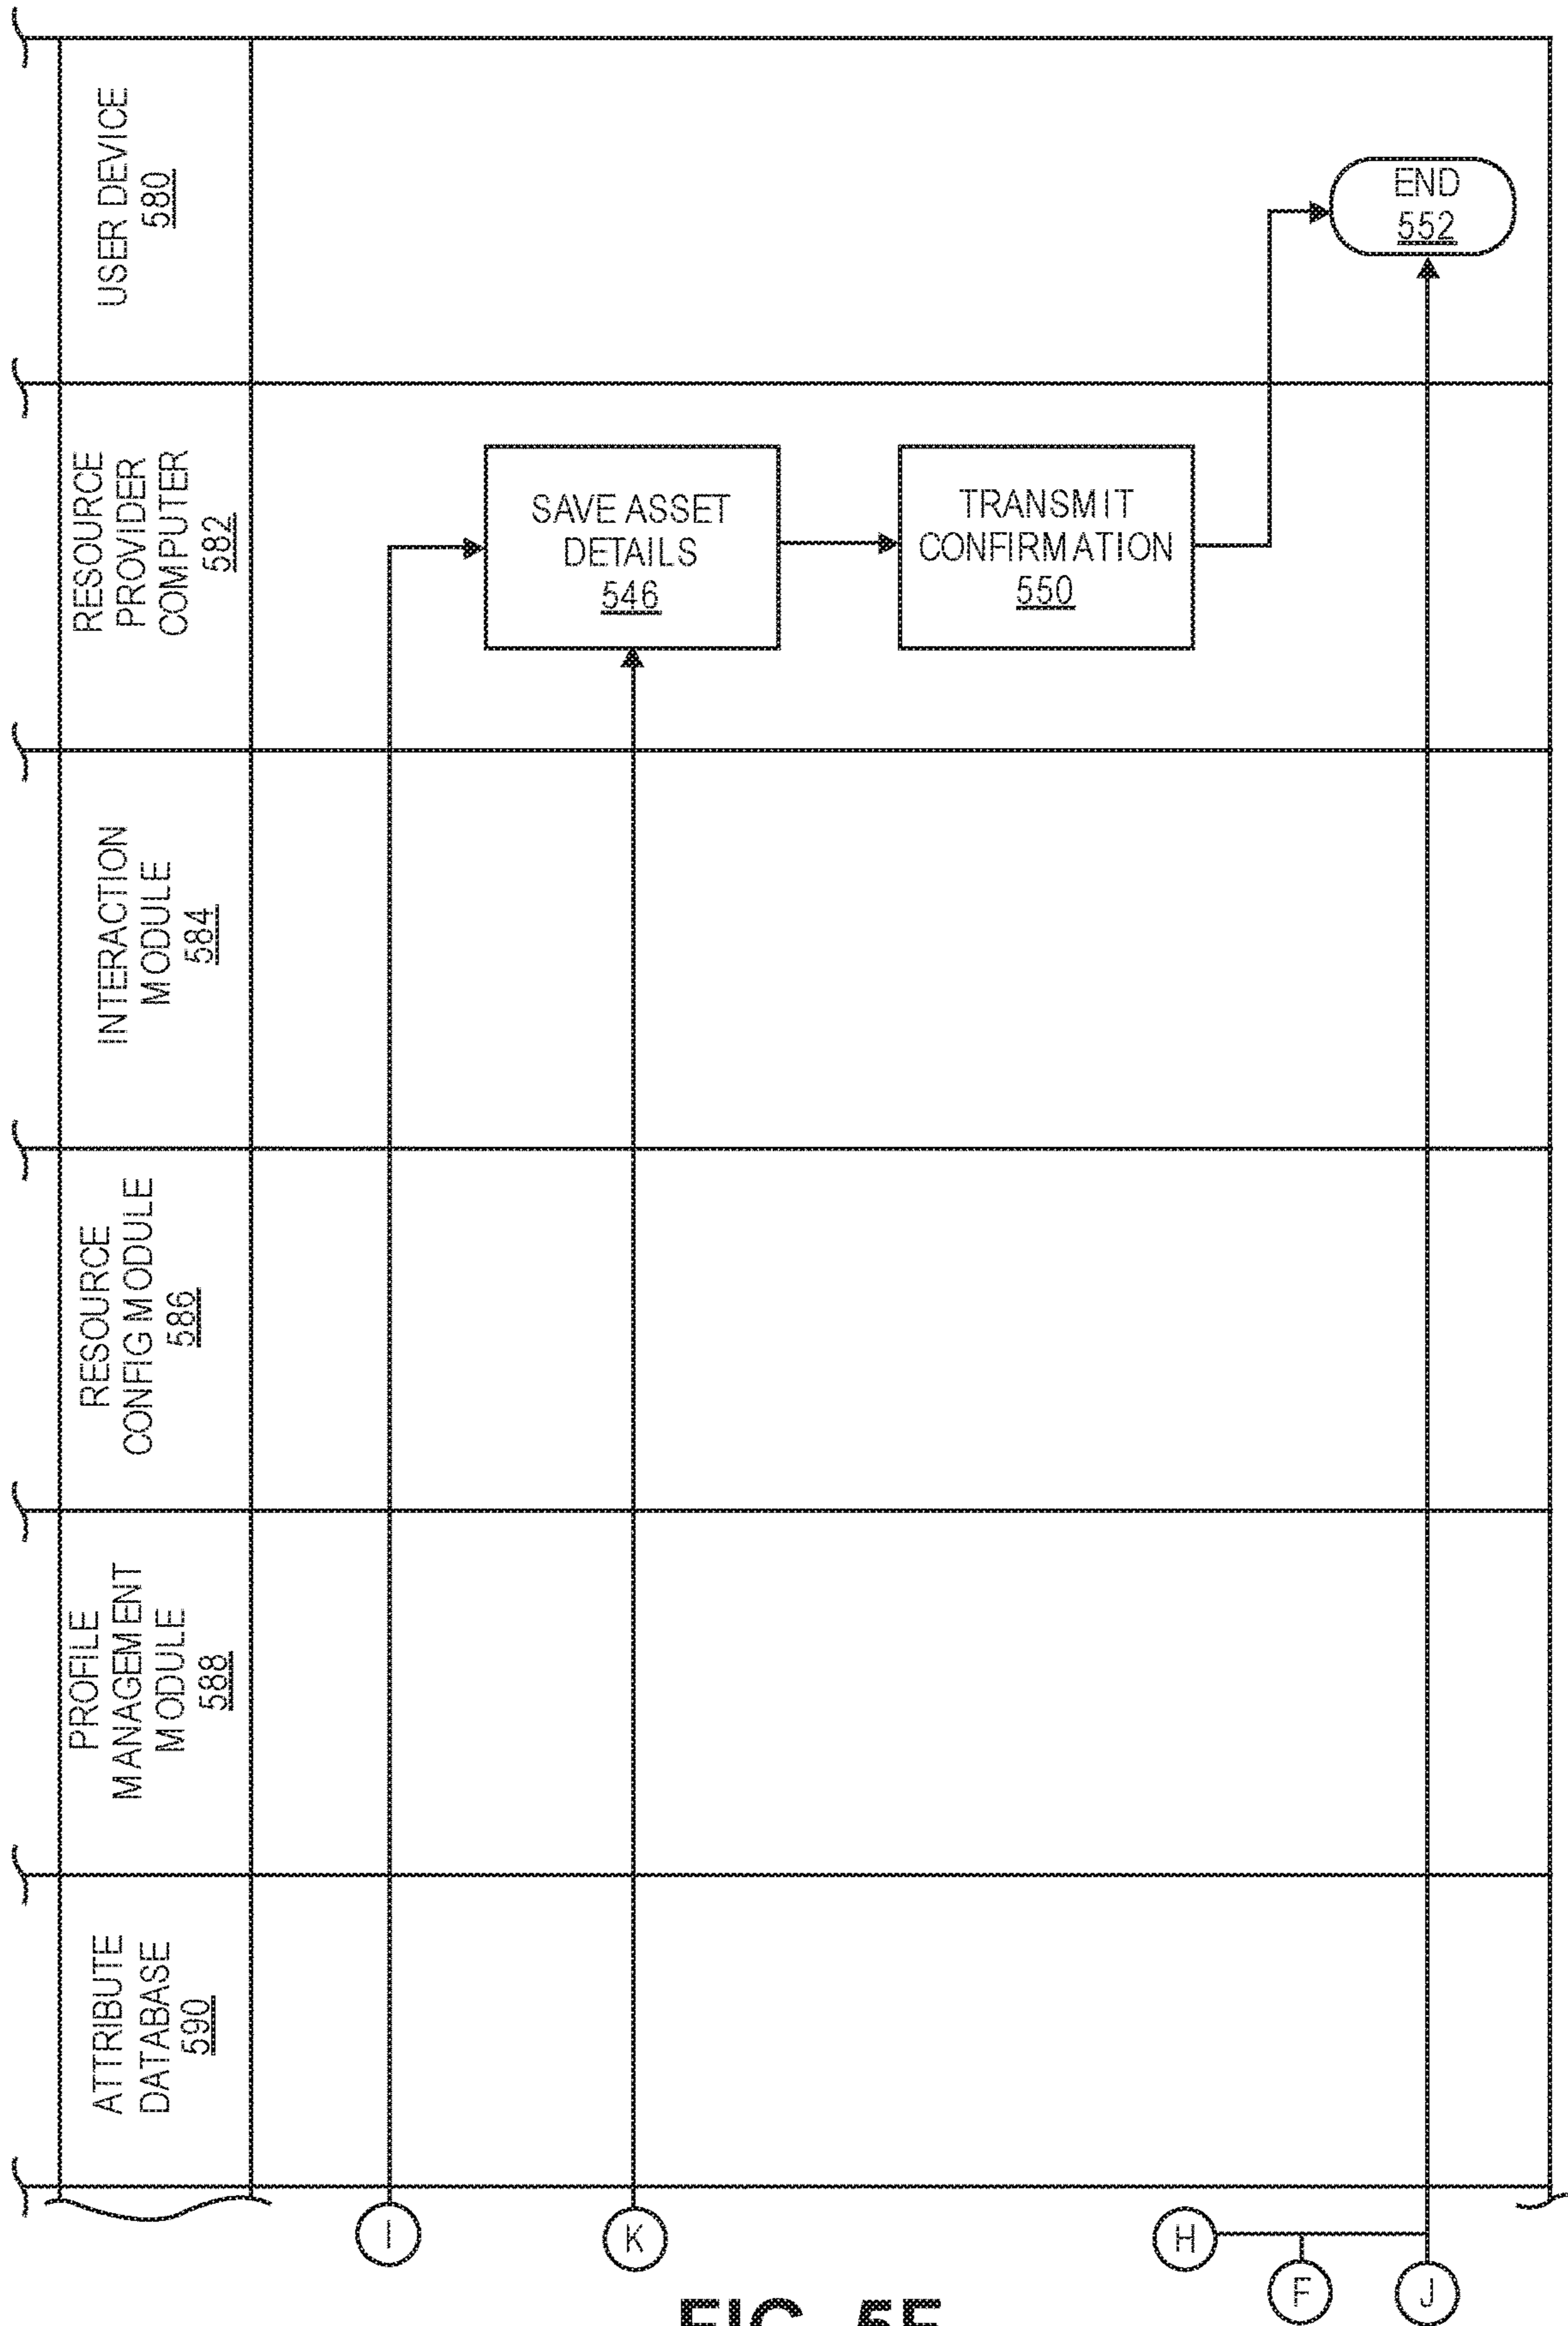 USER DEVICE
580
RESOURCE
PROVIDER
COMPUTER
582
INTERACTION
MODULE
584
RESOURCE
CONFIG MODULE
586
PROFILE
MANAGEMENT
MODULE
588
ATTRIBUTE
DATABASE
590
SAVE ASSET
DETAILS
546
TRANSMIT
CONFIRMATION
550
END
552
I
K
H
F
J